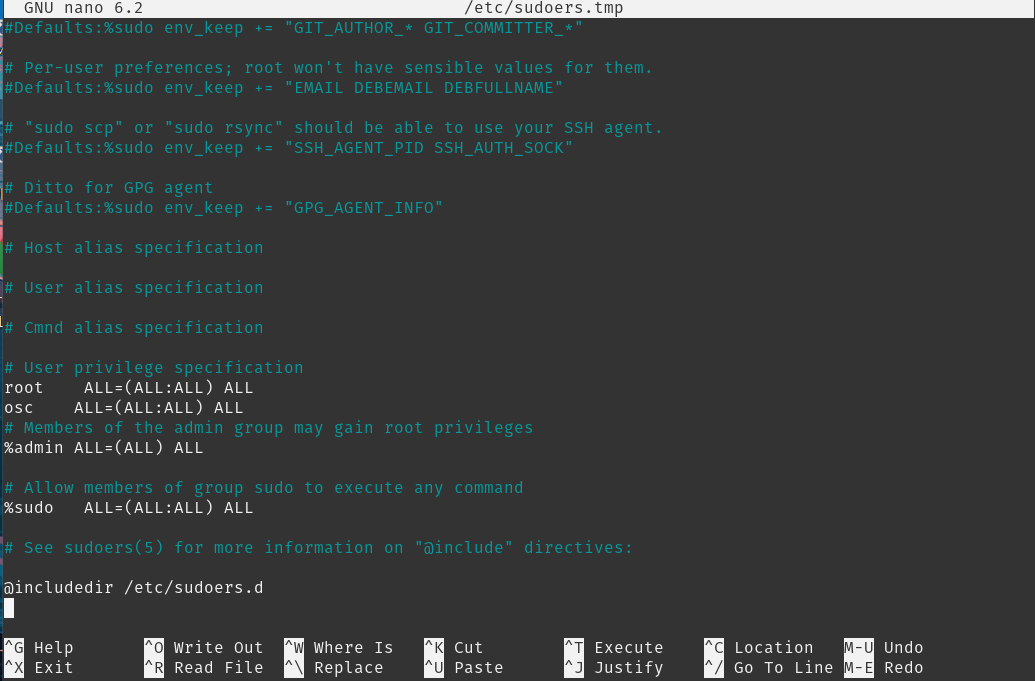 GNU nano 6.2 /etc/sudoers.tmp
#Defaults:%sudo env_keep += "GIT_AUTHOR_* GIT_COMMITTER_*"
# Per-user preferences; root won't have sensible values for them.
#Defaults:%sudo env_keep += "EMAIL DEBEMAIL DEBFULLNAME"
# "sudo scp" or "sudo rsync" should be able to use your SSH agent.
#Defaults:%sudo env_keep += "SSH_AGENT_PID SSH_AUTH_SOCK"
# Ditto for GPG agent
#Defaults:%sudo env_keep += "GPG_AGENT_INFO"
# Host alias specification
# User alias specification
# Cmnd alias specification
# User privilege specification
root    ALL=(ALL:ALL) ALL
osc    ALL=(ALL:ALL) ALL
# Members of the admin group may gain root privileges
%admin ALL=(ALL) ALL
# Allow members of group sudo to execute any command
%sudo   ALL=(ALL:ALL) ALL
# See sudoers(5) for more information on "@include" directives:
@includedir /etc/sudoers.d
^G Help ^O Write Out ^W Where Is ^K Cut ^T Execute ^C Location M-U Undo
^X Exit ^R Read File ^\ Replace ^U Paste ^J Justify ^/ Go To Line M-E Redo